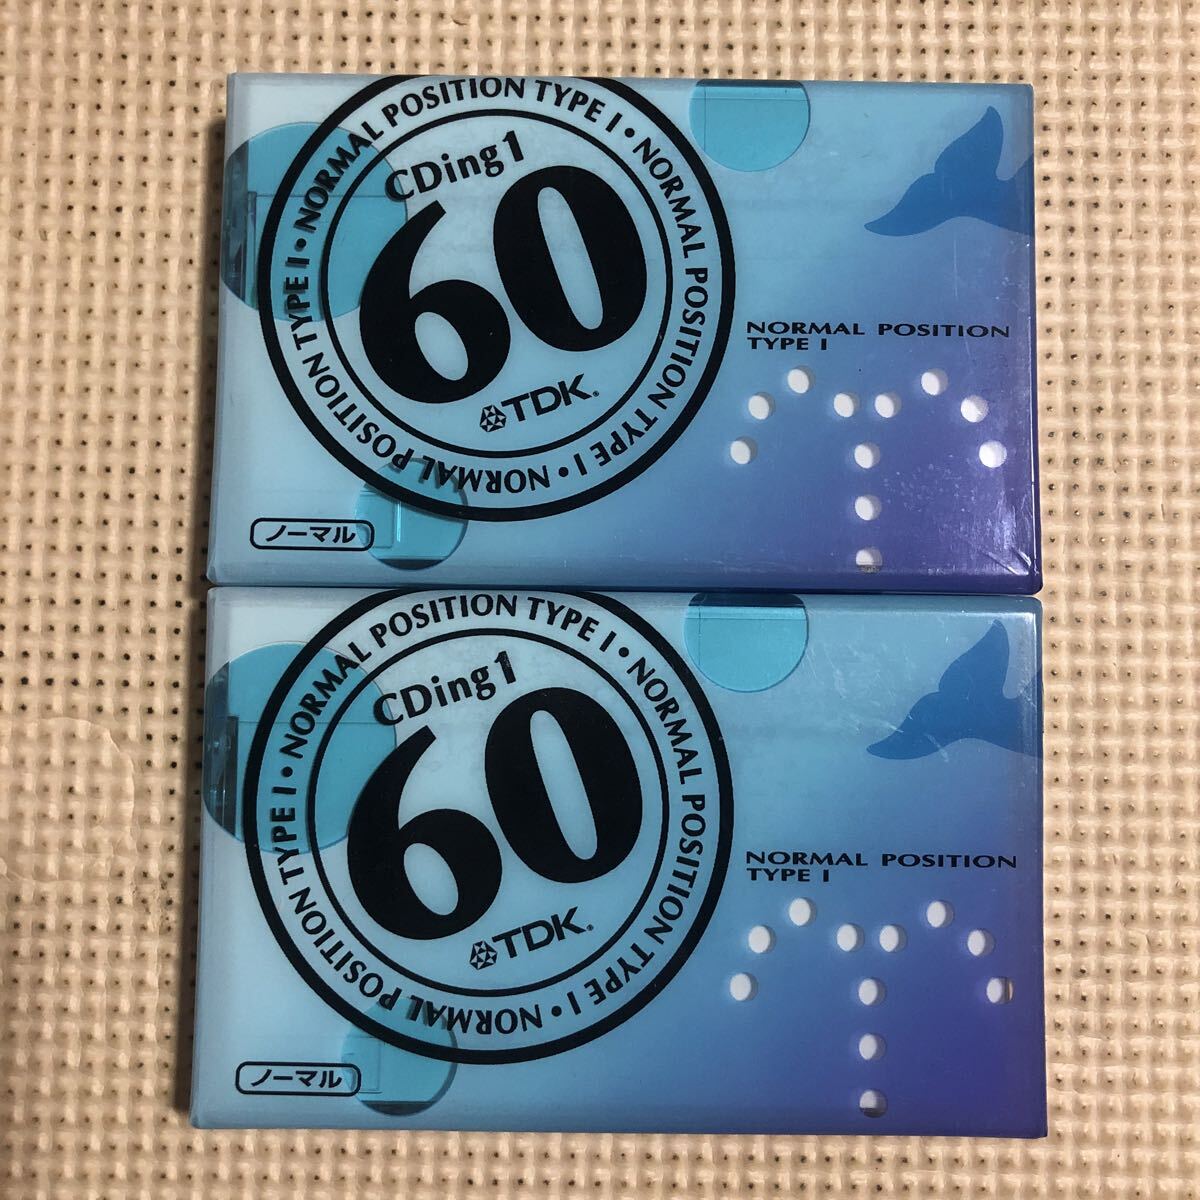 NORMAL POSITION TYPE I • NORMAL POSITION TYPE I • NORMAL POSITION TYPE I •
CDing1
60
TDK
NORMAL POSITION
TYPE I
ノーマル
NORMAL POSITION TYPE I • NORMAL POSITION TYPE I • NORMAL POSITION TYPE I •
CDing1
60
TDK
NORMAL POSITION
TYPE I
ノーマル